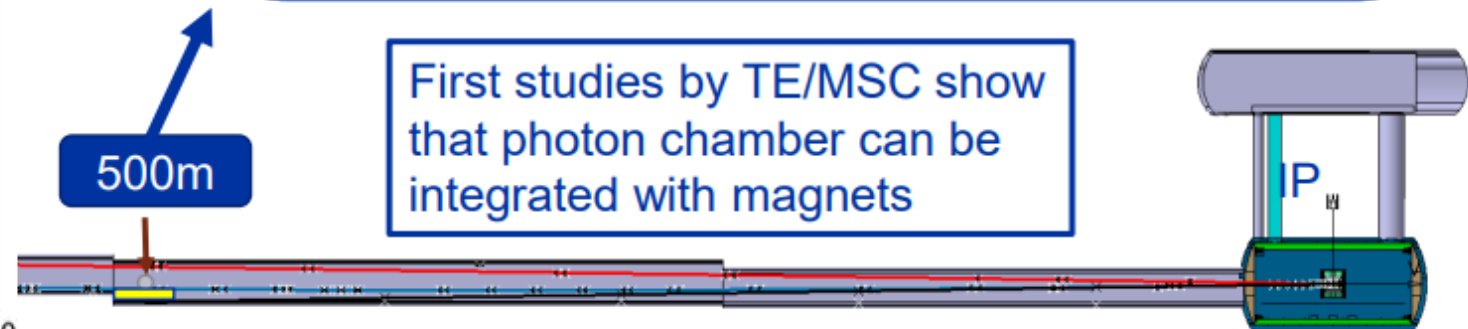 First studies by TE/MSC show
that photon chamber can be
integrated with magnets
500m
IP